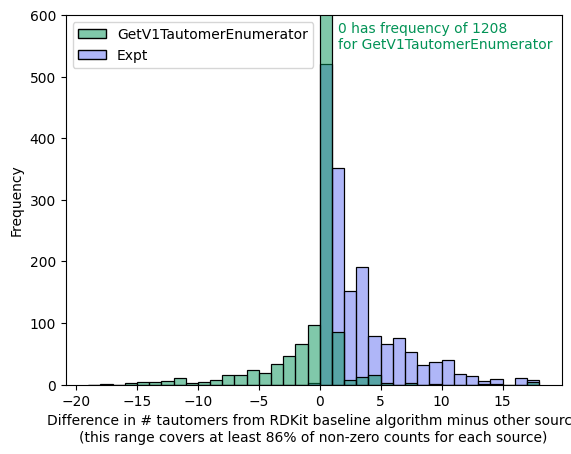 GetV1TautomerEnumerator
Expt
0 has frequency of 1208
for GetV1TautomerEnumerator
600
500
400
300
200
100
0
Frequency
−20
−15
−10
−5
0
5
10
15
Difference in # tautomers from RDKit baseline algorithm minus other sourc
(this range covers at least 86% of non-zero counts for each source)